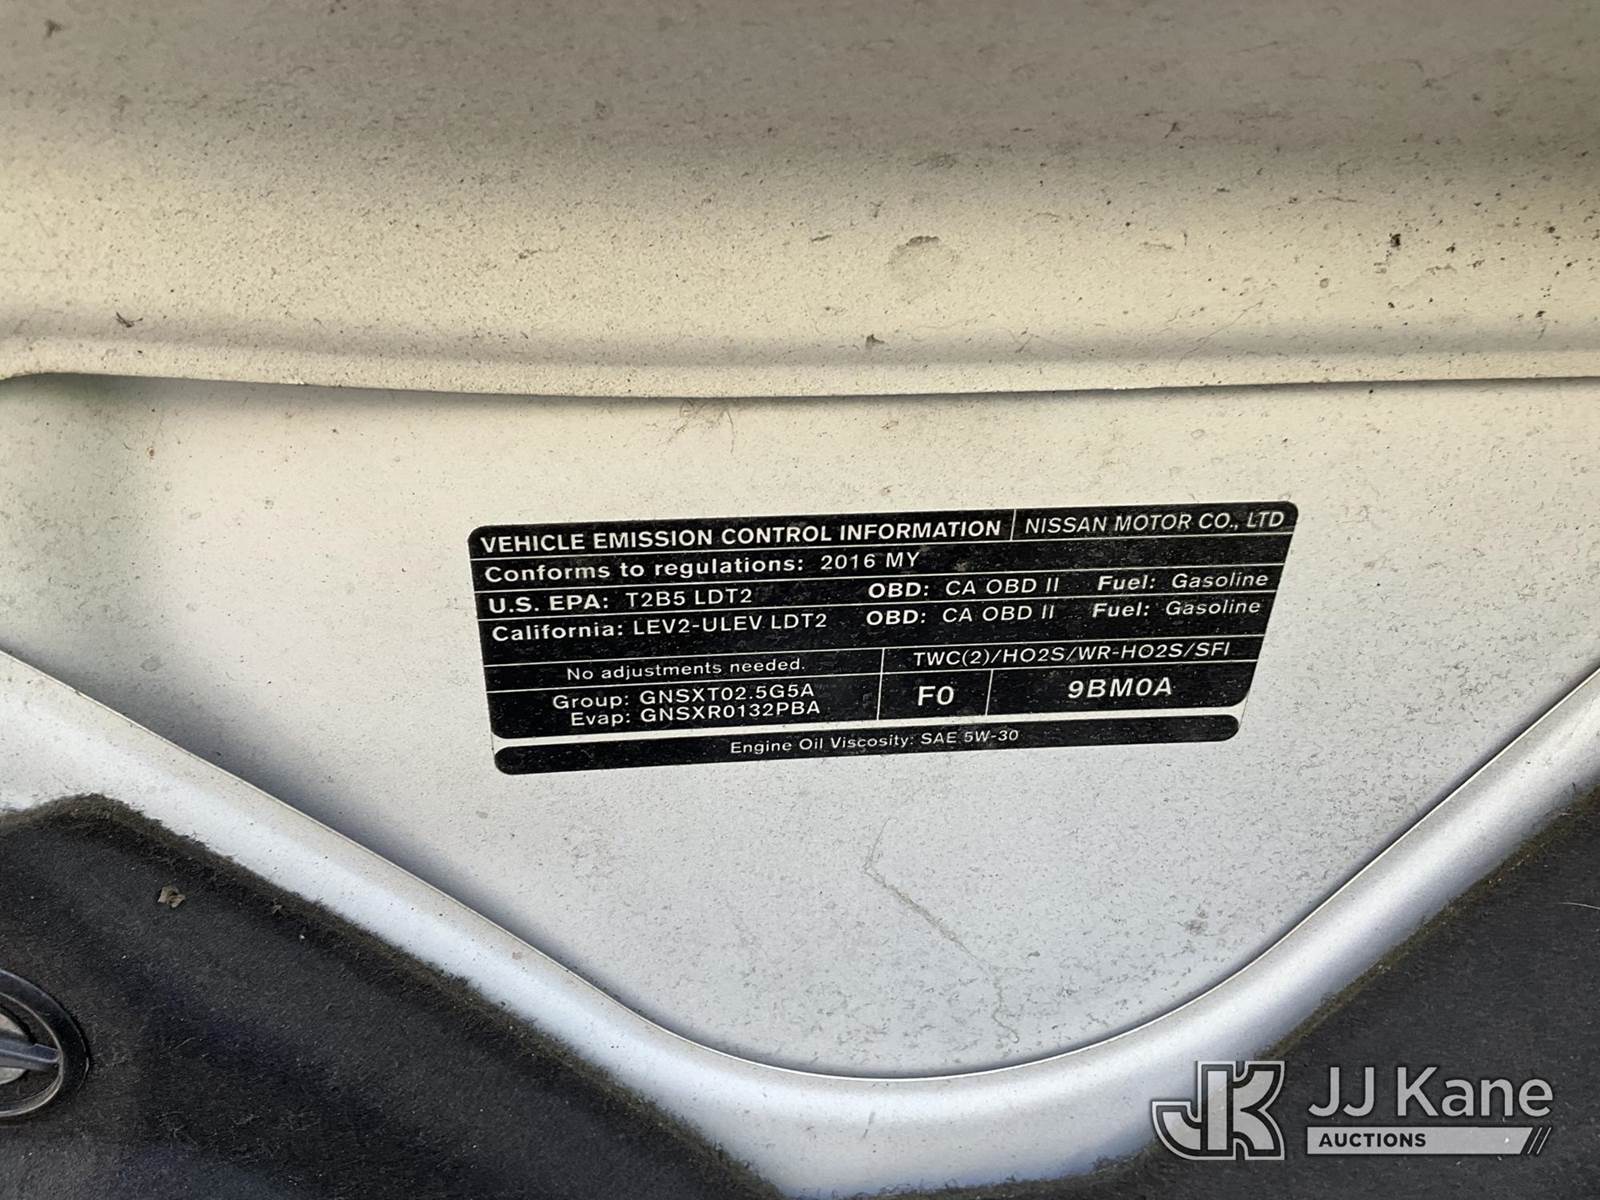 VEHICLE EMISSION CONTROL INFORMATION NISSAN MOTOR CO., LTD
Conforms to regulations: 2016 MY
U.S. EPA: T2B5 LDT2 OBD: CA OBD II Fuel: Gasoline
California: LEV2-ULEV LDT2 OBD: CA OBD II Fuel: Gasoline
No adjustments needed. TWC(2)/HO2S/WR-HO2S/SFI
Group: GNSXT02.5G5A
Evap: GNSXR0132PBA
F0 9BM0A
Engine Oil Viscosity: SAE 5W-30
JK JJ Kane
AUCTIONS